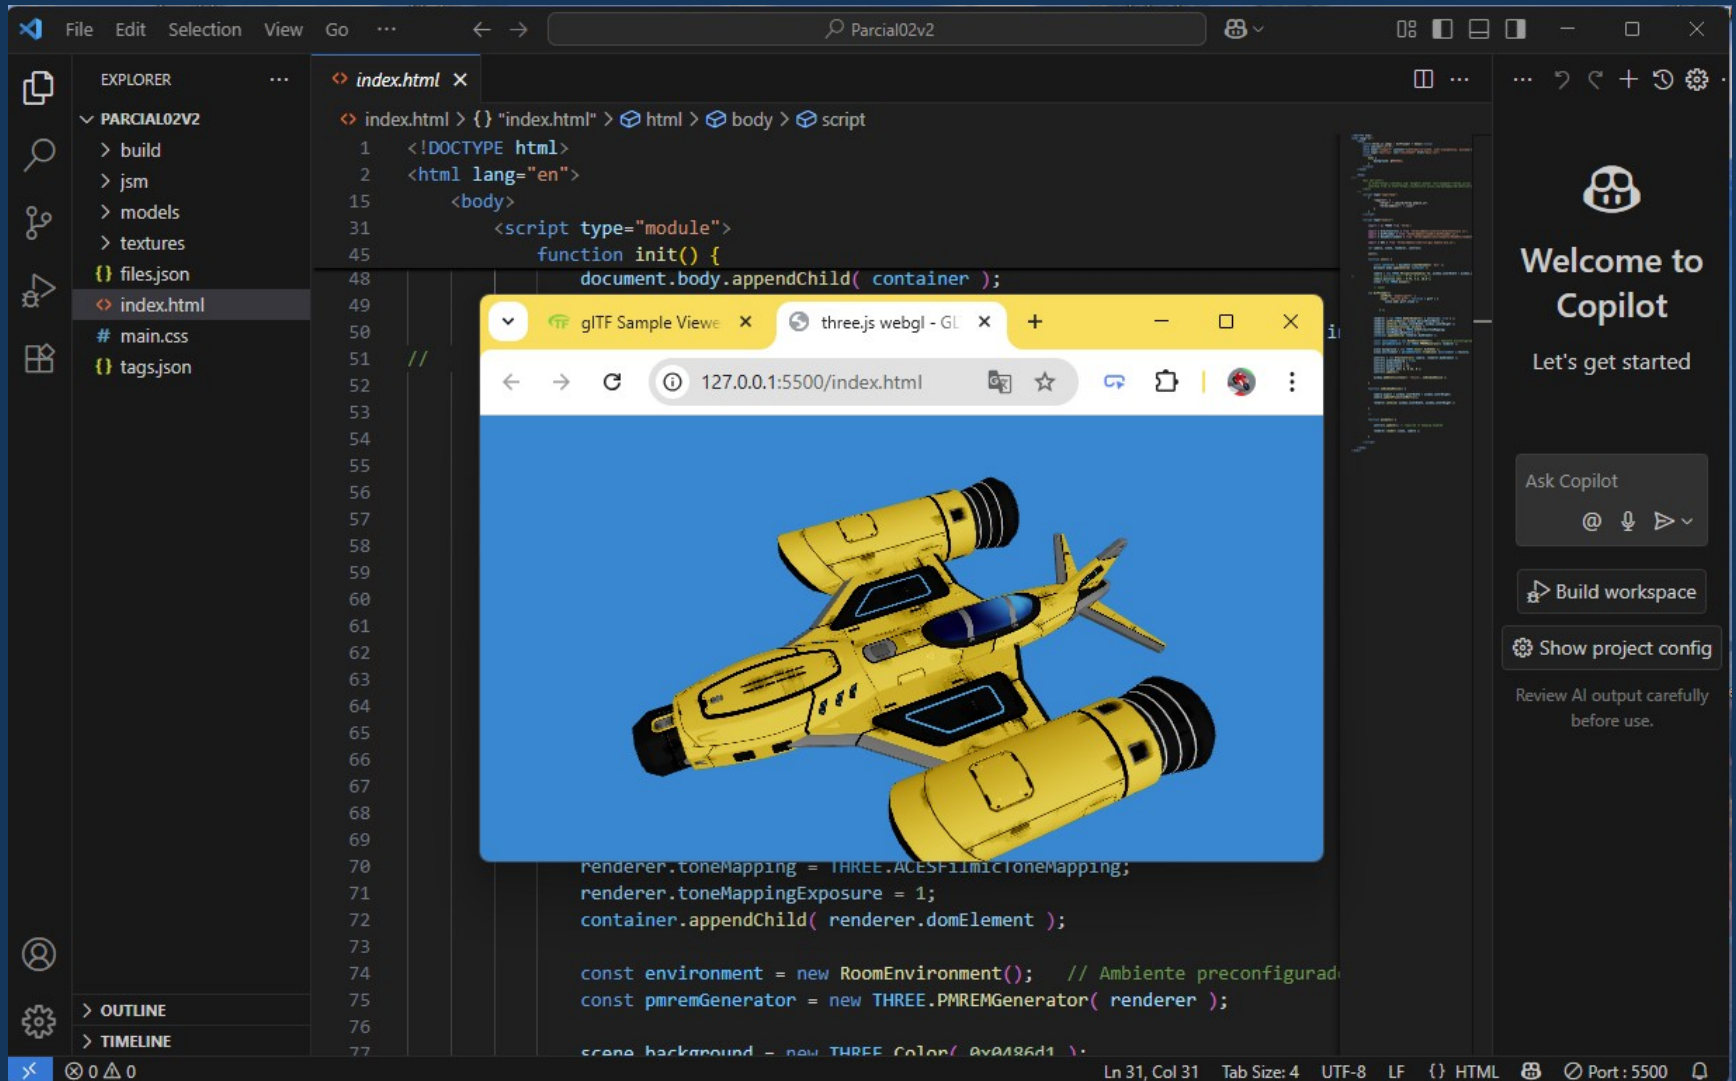 File Edit Selection View Go ··· Parcial02v2
EXPLORER ···
PARCIAL02V2
build
jsm
models
textures
{} files.json
<> index.html
# main.css
{} tags.json
OUTLINE
TIMELINE
<> index.html
<> index.html > {} "index.html" > html > body > script
1 <!DOCTYPE html>
2 <html lang="en">
15 <body>
31 <script type="module">
45 function init() {
48 document.body.appendChild( container );
49
50
51 //
52
53
54
55
56
57
58
59
60
61
62
63
64
65
66
67
68
69
70 renderer.toneMapping = THREE.ACESFilmicToneMapping;
71 renderer.toneMappingExposure = 1;
72 container.appendChild( renderer.domElement );
73
74 const environment = new RoomEnvironment(); // Ambiente preconfigurad
75 const pmremGenerator = new THREE.PMREMGenerator( renderer );
76
77 scene.background = new THREE.Color( 0x0486d1 );
glTF Sample Viewe
three.js webgl - GL
127.0.0.1:5500/index.html
Welcome to
Copilot
Let's get started
Ask Copilot
Build workspace
Show project config
Review AI output carefully
before use.
0 0 Ln 31, Col 31 Tab Size: 4 UTF-8 LF {} HTML Port : 5500